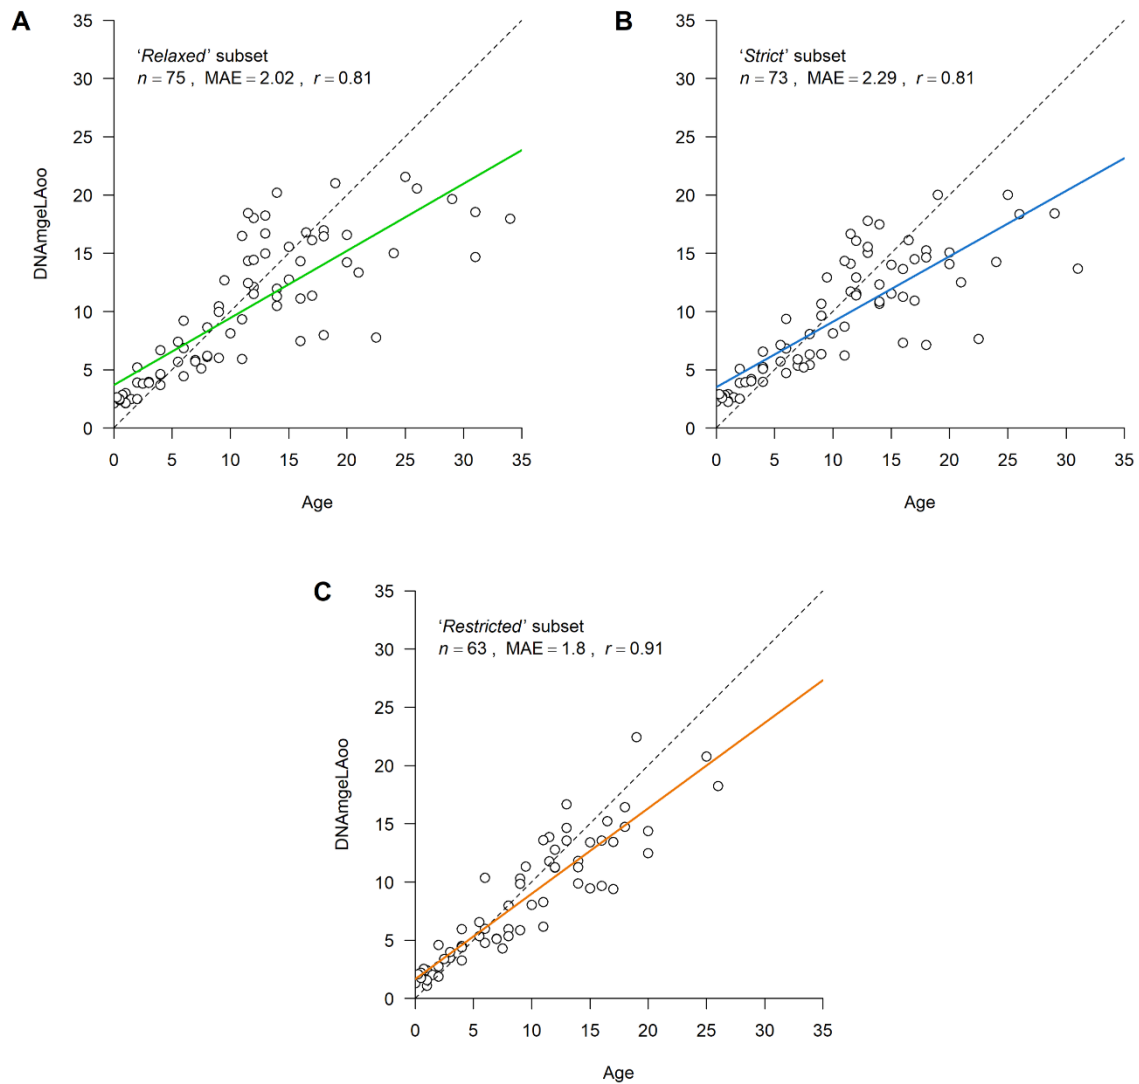 A
'Relaxed' subset
n = 75 , MAE = 2.02 , r = 0.81
35
30
25
20
15
10
5
0
DNAmgeLAoo
0 5 10 15 20 25 30 35
Age
B
'Strict' subset
n = 73 , MAE = 2.29 , r = 0.81
35
30
25
20
15
10
5
0
0 5 10 15 20 25 30 35
Age
C
'Restricted' subset
n = 63 , MAE = 1.8 , r = 0.91
35
30
25
20
15
10
5
0
DNAmgeLAoo
0 5 10 15 20 25 30 35
Age